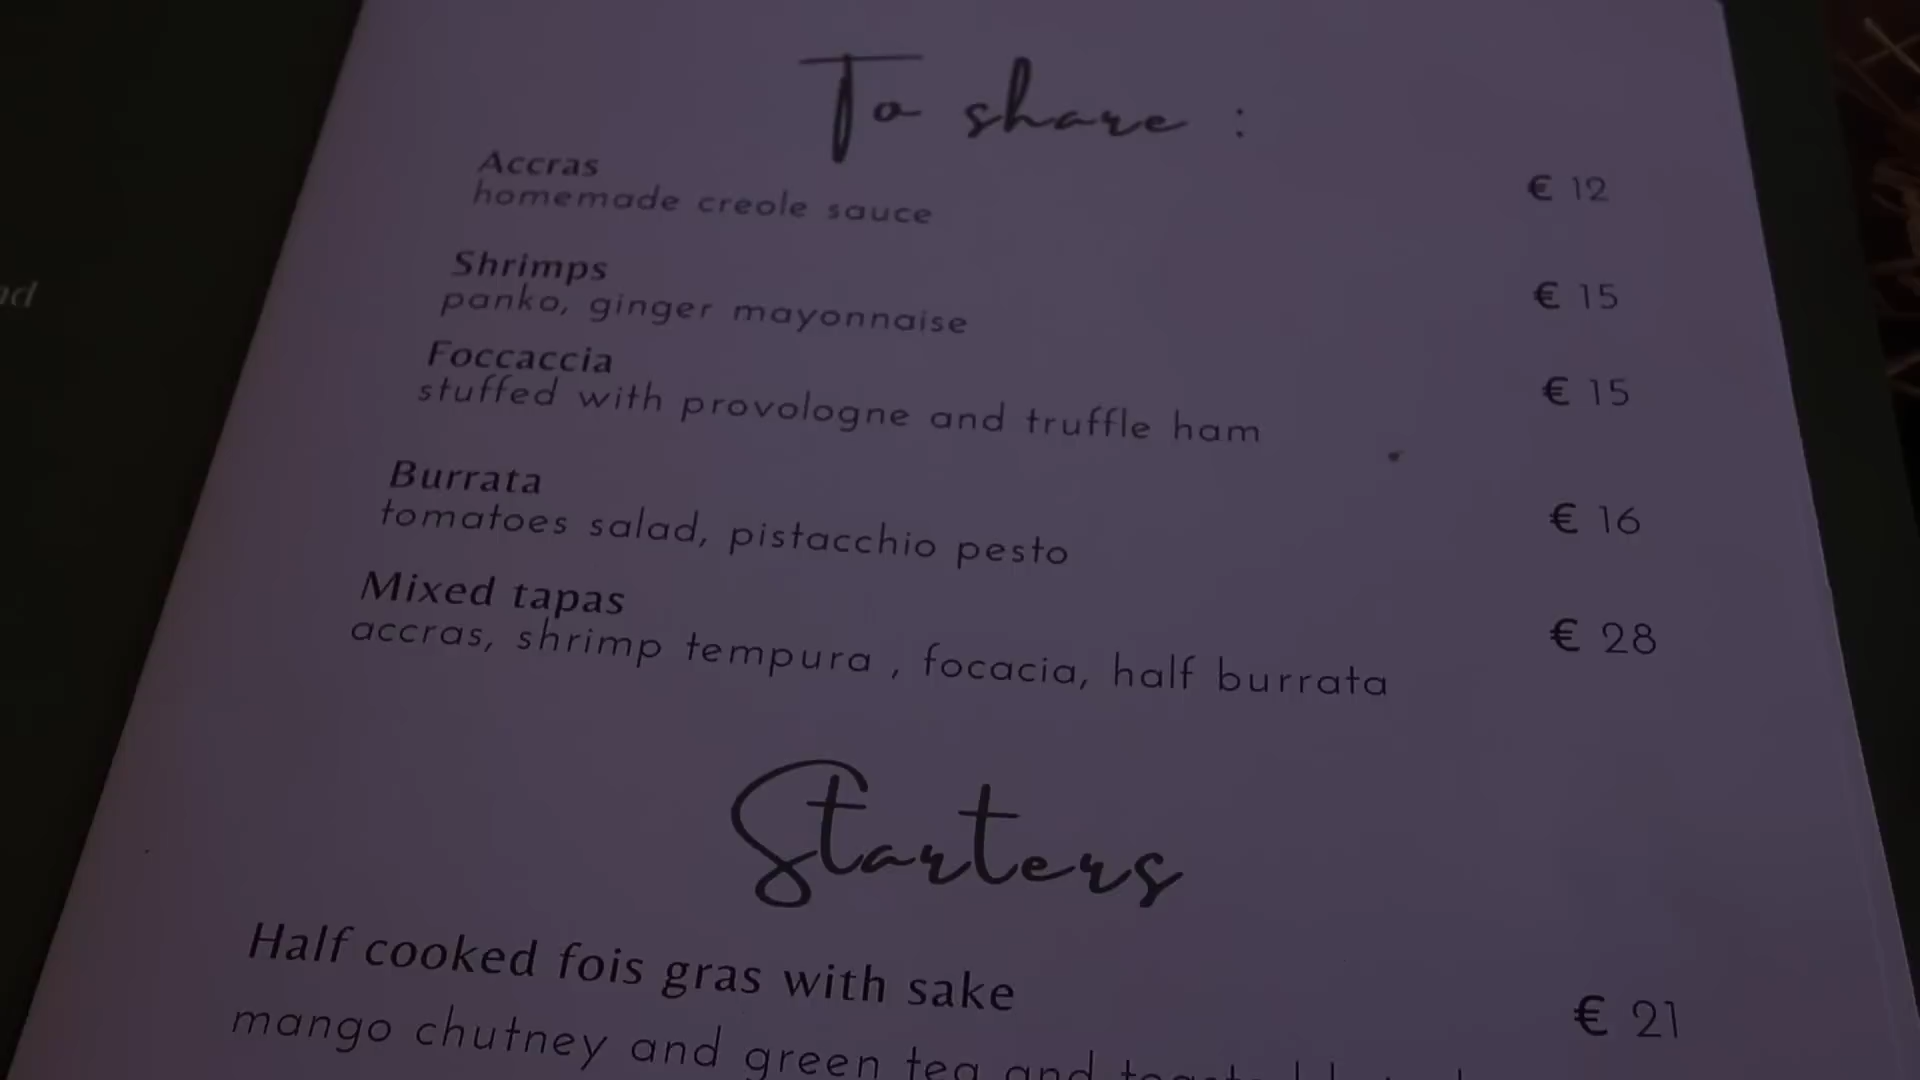 To share :
Accras
homemade creole sauce
€ 12
Shrimps
panko, ginger mayonnaise
€ 15
Foccaccia
stuffed with provologne and truffle ham
€ 15
Burrata
tomatoes salad, pistacchio pesto
€ 16
Mixed tapas
accras, shrimp tempura , focacia, half burrata
€ 28
Starters
Half cooked fois gras with sake
€ 21
mango chutney and green tea and